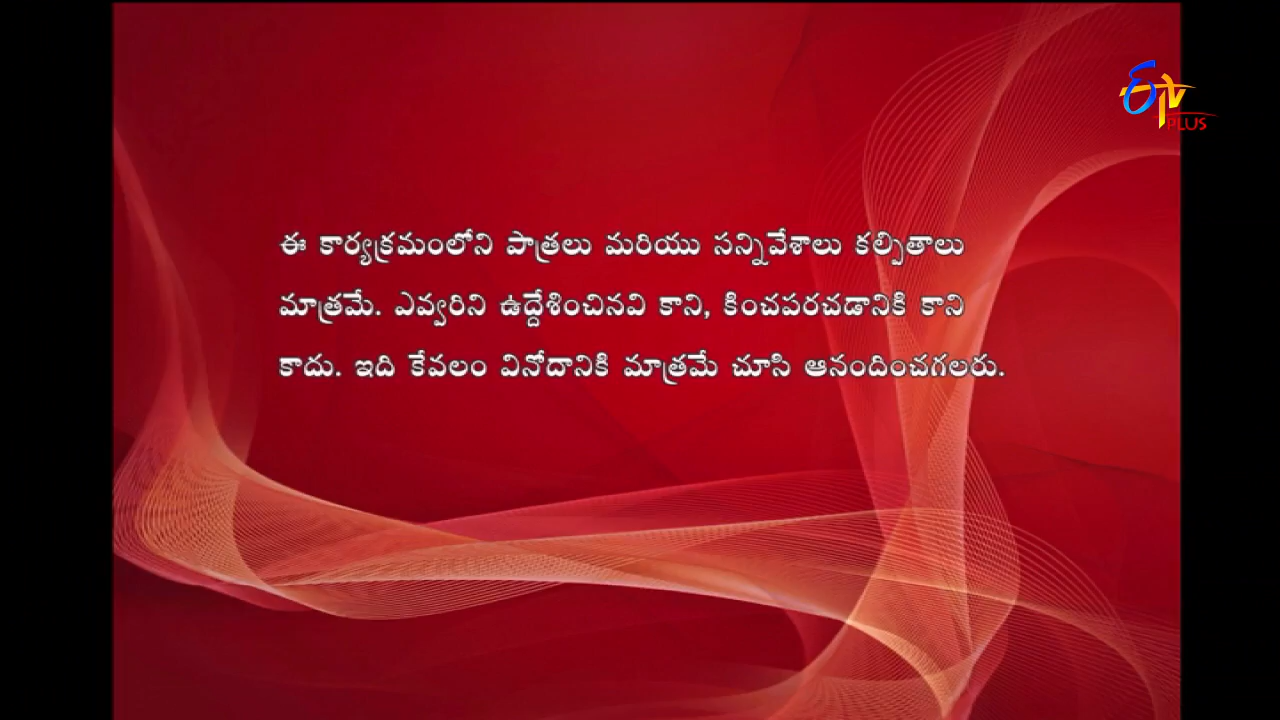 ETV
PLUS
ఈ కార్యక్రమంలోని పాత్రలు మరియు సన్నివేశాలు కల్పితాలు
మాత్రమే. ఎవ్వరిని ఉద్దేశించినవి కాని, కించపరచడానికి కాని
కాదు. ఇది కేవలం వినోదానికి మాత్రమే చూసి ఆనందించగలరు.